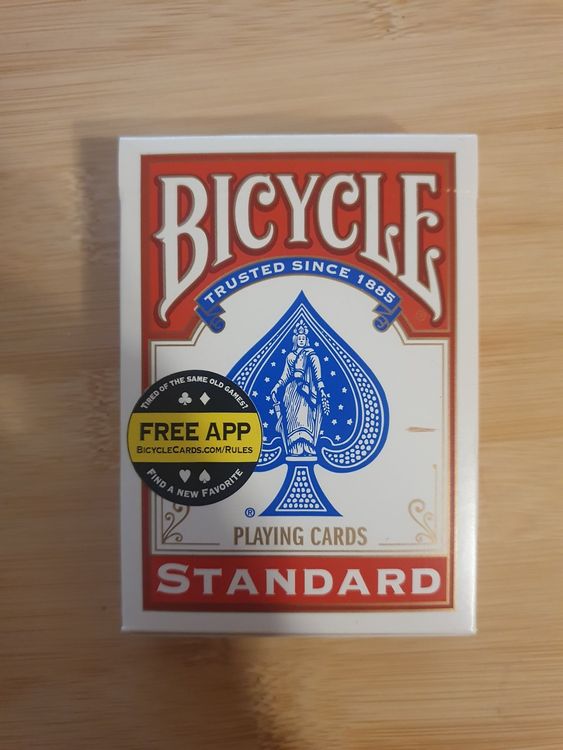 BICYCLE
®
TRUSTED SINCE 1885
TIRED OF THE SAME OLD GAMES?
FREE APP
BICYCLECARDS.COM/RULES
FIND A NEW FAVORITE
®
PLAYING CARDS
STANDARD